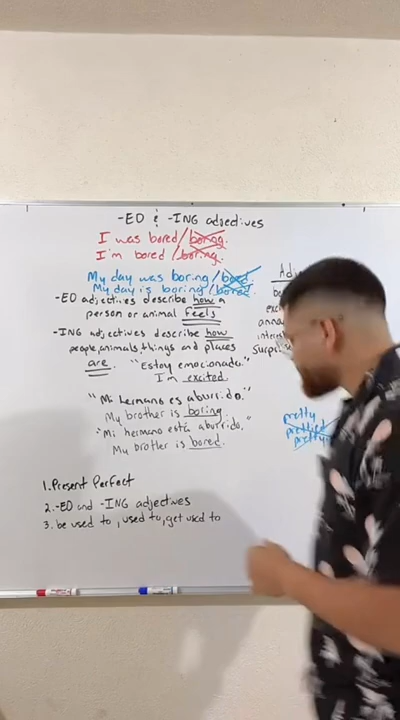 -ED & -ING adjectives
I was bored/boring.
I'm bored/boring.
My day was boring/bored.
My day is boring/bored.
-ED adjectives describe how a
person or animal feels
-ING adjectives describe how
people, animals, things and places
are. "Estoy emocionado."
I'm excited.
"Mi hermano es aburrido."
My brother is boring.
"Mi hermano está aburrido."
My brother is bored.
1. Present Perfect
2. -ED and -ING adjectives
3. be used to, used to, get used to
pretty